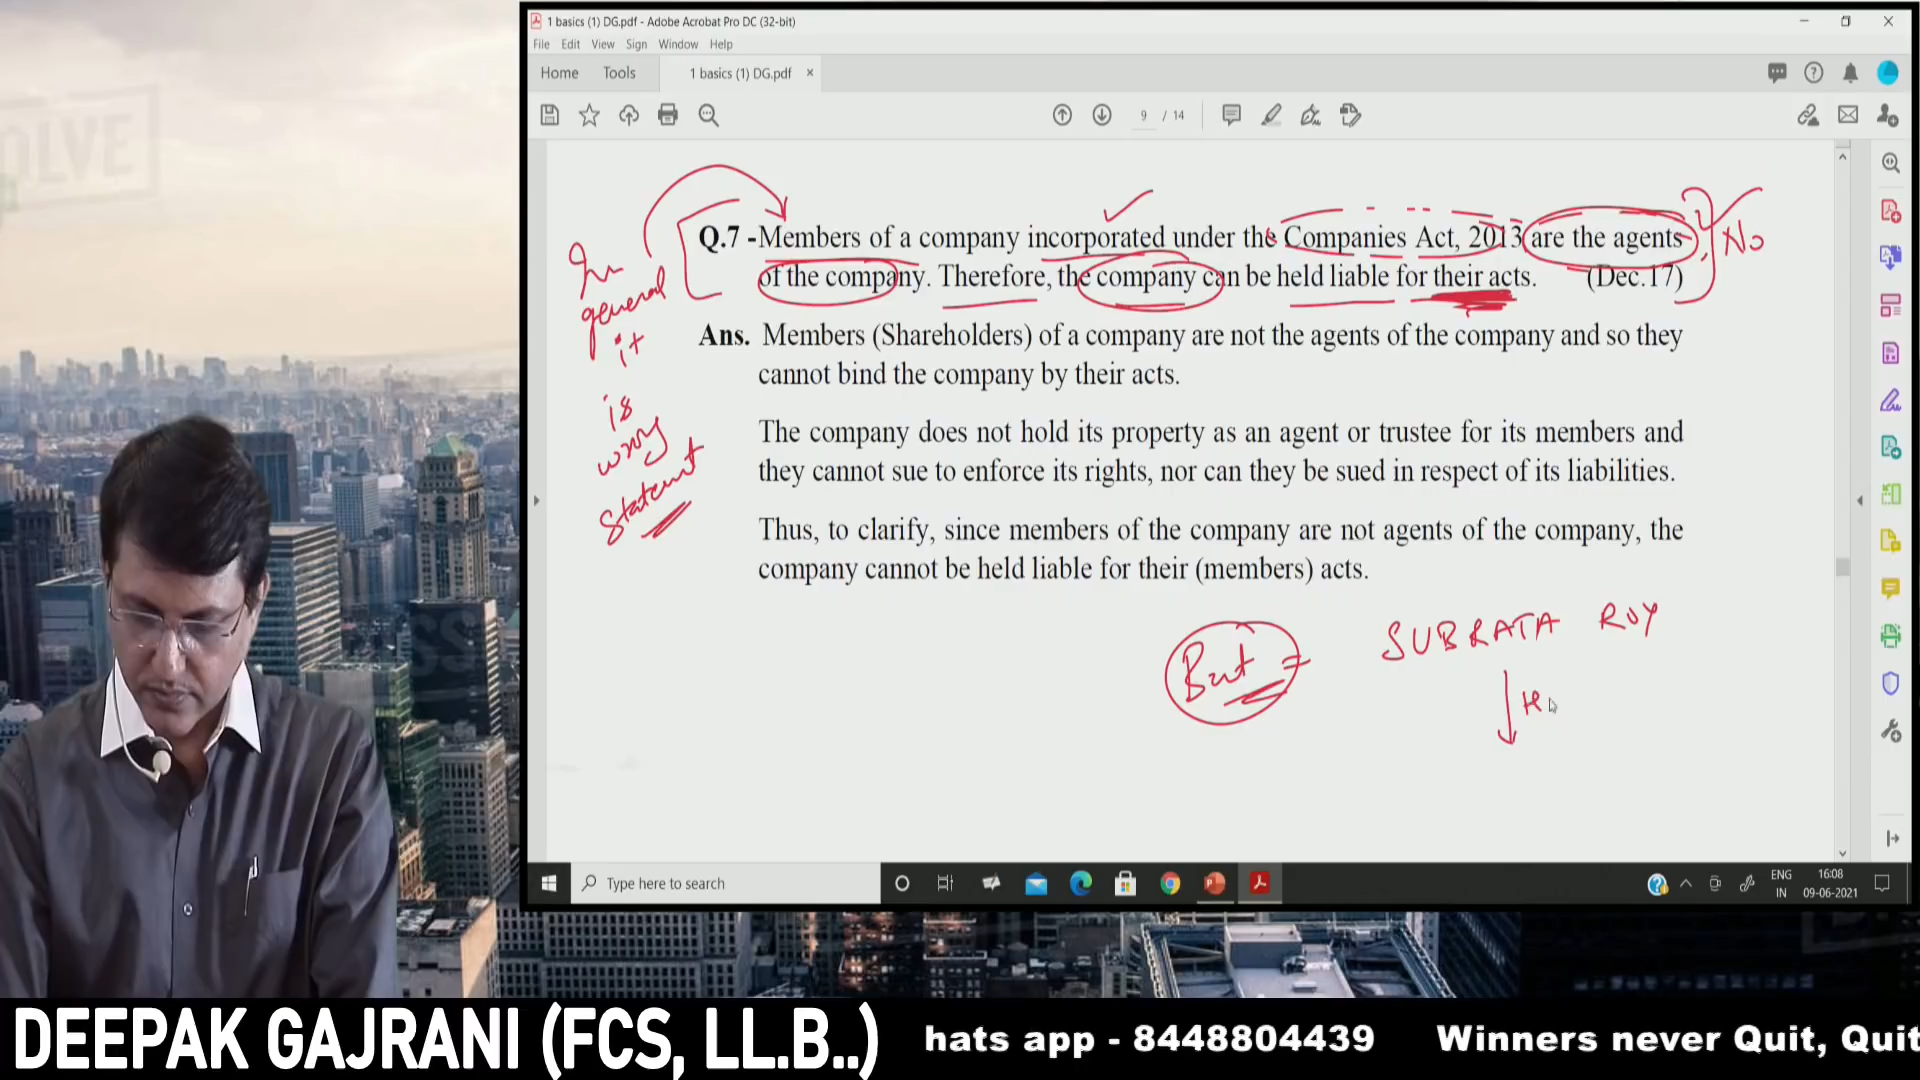 OLVE
1 basics (1) DG.pdf - Adobe Acrobat Pro DC (32-bit)
File Edit View Sign Window Help
Home Tools 1 basics (1) DG.pdf ×
9 / 14
Q.7 -Members of a company incorporated under the Companies Act, 2013 are the agents
of the company. Therefore, the company can be held liable for their acts. (Dec.17)
No
In
general
it
is
wrong
statement
Ans. Members (Shareholders) of a company are not the agents of the company and so they
cannot bind the company by their acts.
The company does not hold its property as an agent or trustee for its members and
they cannot sue to enforce its rights, nor can they be sued in respect of its liabilities.
Thus, to clarify, since members of the company are not agents of the company, the
company cannot be held liable for their (members) acts.
But = SUBRATA ROY
Type here to search
ENG
IN
16:08
09-06-2021
DEEPAK GAJRANI (FCS, LL.B..)
hats app - 8448804439 Winners never Quit, Quit